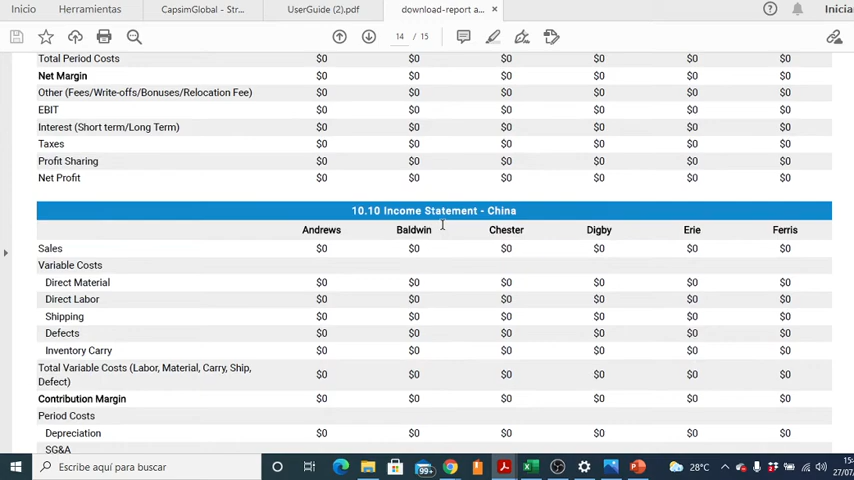 Inicio Herramientas CapsimGlobal - Str... UserGuide (2).pdf download-report a... × ? Inicia
14 / 15
Total Period Costs $0 $0 $0 $0 $0 $0
Net Margin $0 $0 $0 $0 $0 $0
Other (Fees/Write-offs/Bonuses/Relocation Fee) $0 $0 $0 $0 $0 $0
EBIT $0 $0 $0 $0 $0 $0
Interest (Short term/Long Term) $0 $0 $0 $0 $0 $0
Taxes $0 $0 $0 $0 $0 $0
Profit Sharing $0 $0 $0 $0 $0 $0
Net Profit $0 $0 $0 $0 $0 $0
10.10 Income Statement - China
Andrews Baldwin Chester Digby Erie Ferris
Sales $0 $0 $0 $0 $0 $0
Variable Costs
Direct Material $0 $0 $0 $0 $0 $0
Direct Labor $0 $0 $0 $0 $0 $0
Shipping $0 $0 $0 $0 $0 $0
Defects $0 $0 $0 $0 $0 $0
Inventory Carry $0 $0 $0 $0 $0 $0
Total Variable Costs (Labor, Material, Carry, Ship,
Defect) $0 $0 $0 $0 $0 $0
Contribution Margin $0 $0 $0 $0 $0 $0
Period Costs
Depreciation $0 $0 $0 $0 $0 $0
SG&A
Escribe aquí para buscar 99+ 28°C 15:
27/07/